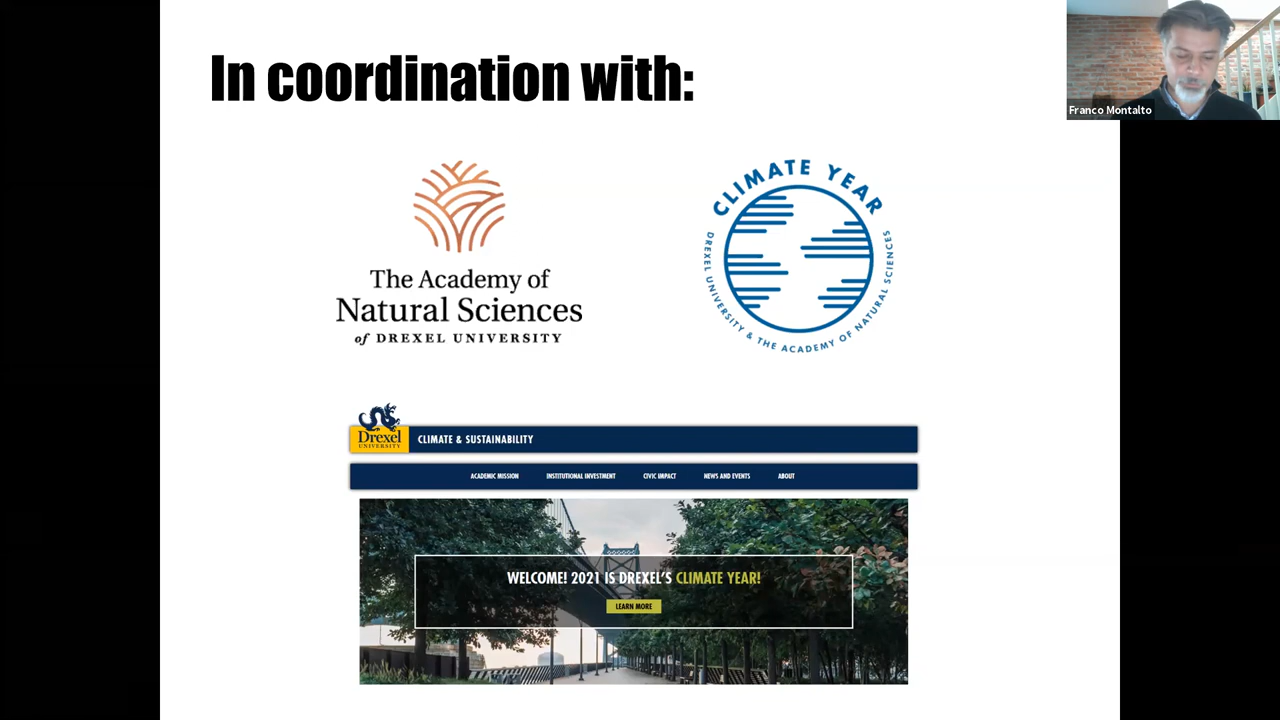 In coordination with:
Franco Montalto
The Academy of
Natural Sciences
of DREXEL UNIVERSITY
CLIMATE YEAR
DREXEL UNIVERSITY & THE ACADEMY OF NATURAL SCIENCES
Drexel
UNIVERSITY
CLIMATE & SUSTAINABILITY
ACADEMIC MISSION INSTITUTIONAL INVESTMENT CIVIC IMPACT NEWS AND EVENTS ABOUT
WELCOME! 2021 IS DREXEL'S CLIMATE YEAR!
LEARN MORE